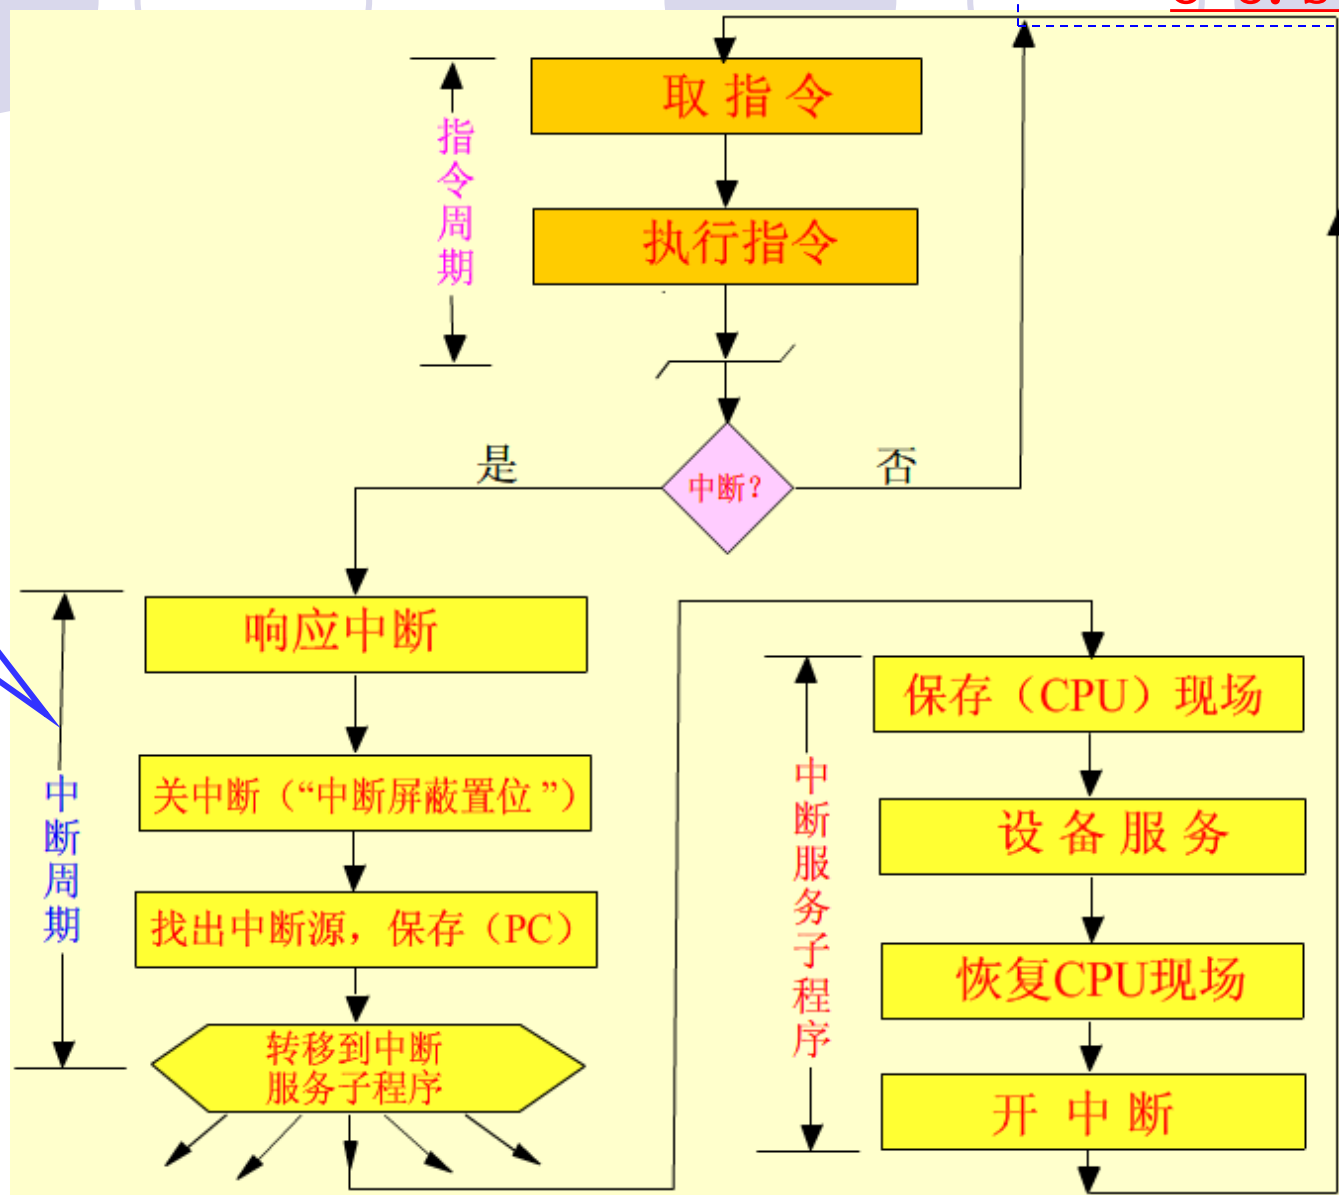 取 指 令
指令周期
执行指令
中断?
是
否
响应中断
关中断（“中断屏蔽置位 ”）
找出中断源，保存（PC）
转移到中断
服务子程序
中断周期
保存（CPU）现场
设 备 服 务
恢复CPU现场
开 中 断
中断服务子程序